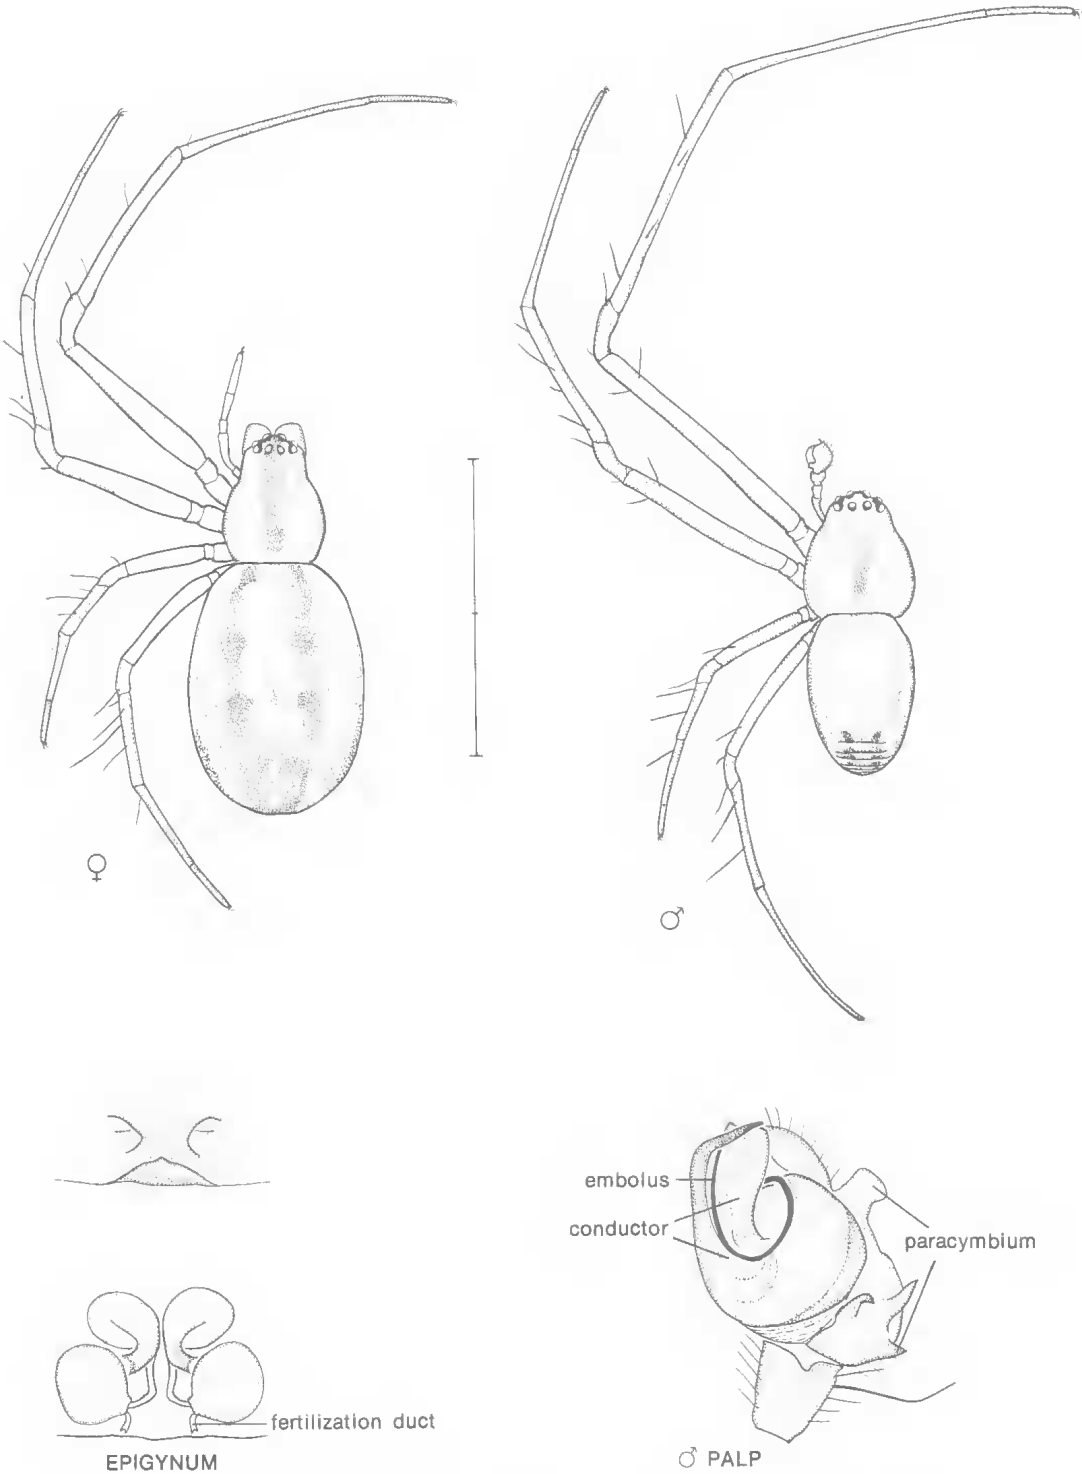 ♀
♂
embolus
conductor
paracymbium
fertilization duct
EPIGYNUM
♂ PALP